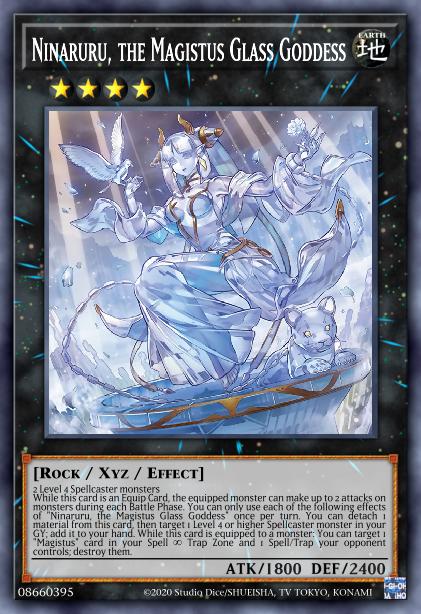 NINARURU, THE MAGISTUS GLASS GODDESS
EARTH
地
[ROCK / XYZ / EFFECT]
2 Level 4 Spellcaster monsters
While this card is an Equip Card, the equipped monster can make up to 2 attacks on
monsters during each Battle Phase. You can only use each of the following effects
of "Ninaruru, the Magistus Glass Goddess" once per turn. You can detach 1
material from this card, then target 1 Level 4 or higher Spellcaster monster in your
GY; add it to your hand. While this card is equipped to a monster: You can target 1
"Magistus" card in your Spell ∞ Trap Zone and 1 Spell/Trap your opponent
controls; destroy them.
ATK/1800 DEF/2400
08660395
©2020 Studio Dice/SHUEISHA, TV TOKYO, KONAMI